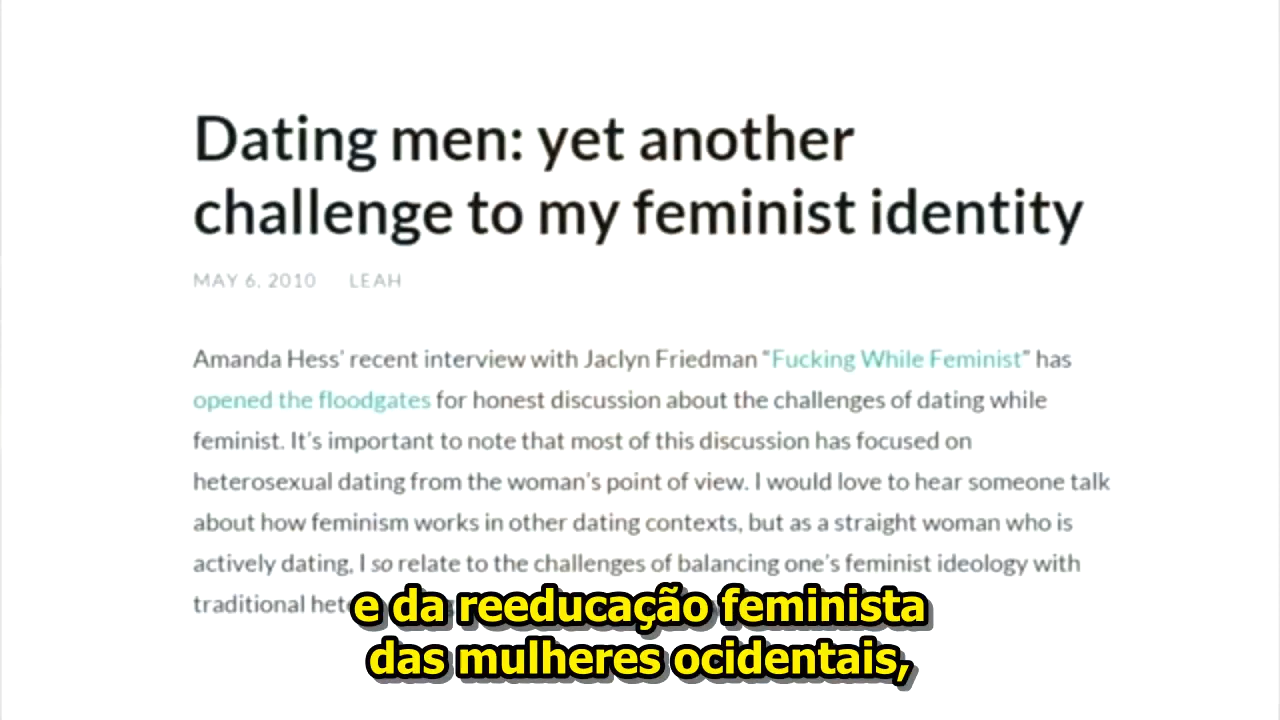 Dating men: yet another
challenge to my feminist identity
MAY 6, 2010 LEAH
Amanda Hess' recent interview with Jaclyn Friedman “Fucking While Feminist” has
opened the floodgates for honest discussion about the challenges of dating while
feminist. It's important to note that most of this discussion has focused on
heterosexual dating from the woman's point of view. I would love to hear someone talk
about how feminism works in other dating contexts, but as a straight woman who is
actively dating, I so relate to the challenges of balancing one's feminist ideology with
traditional
e da reeducação feminista
das mulheres ocidentais,